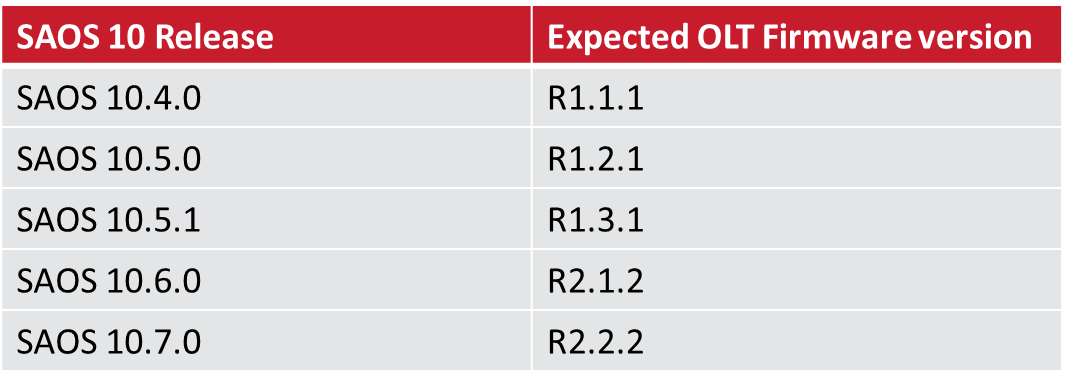 SAOS 10 Release Expected OLT Firmware version
SAOS 10.4.0 R1.1.1
SAOS 10.5.0 R1.2.1
SAOS 10.5.1 R1.3.1
SAOS 10.6.0 R2.1.2
SAOS 10.7.0 R2.2.2